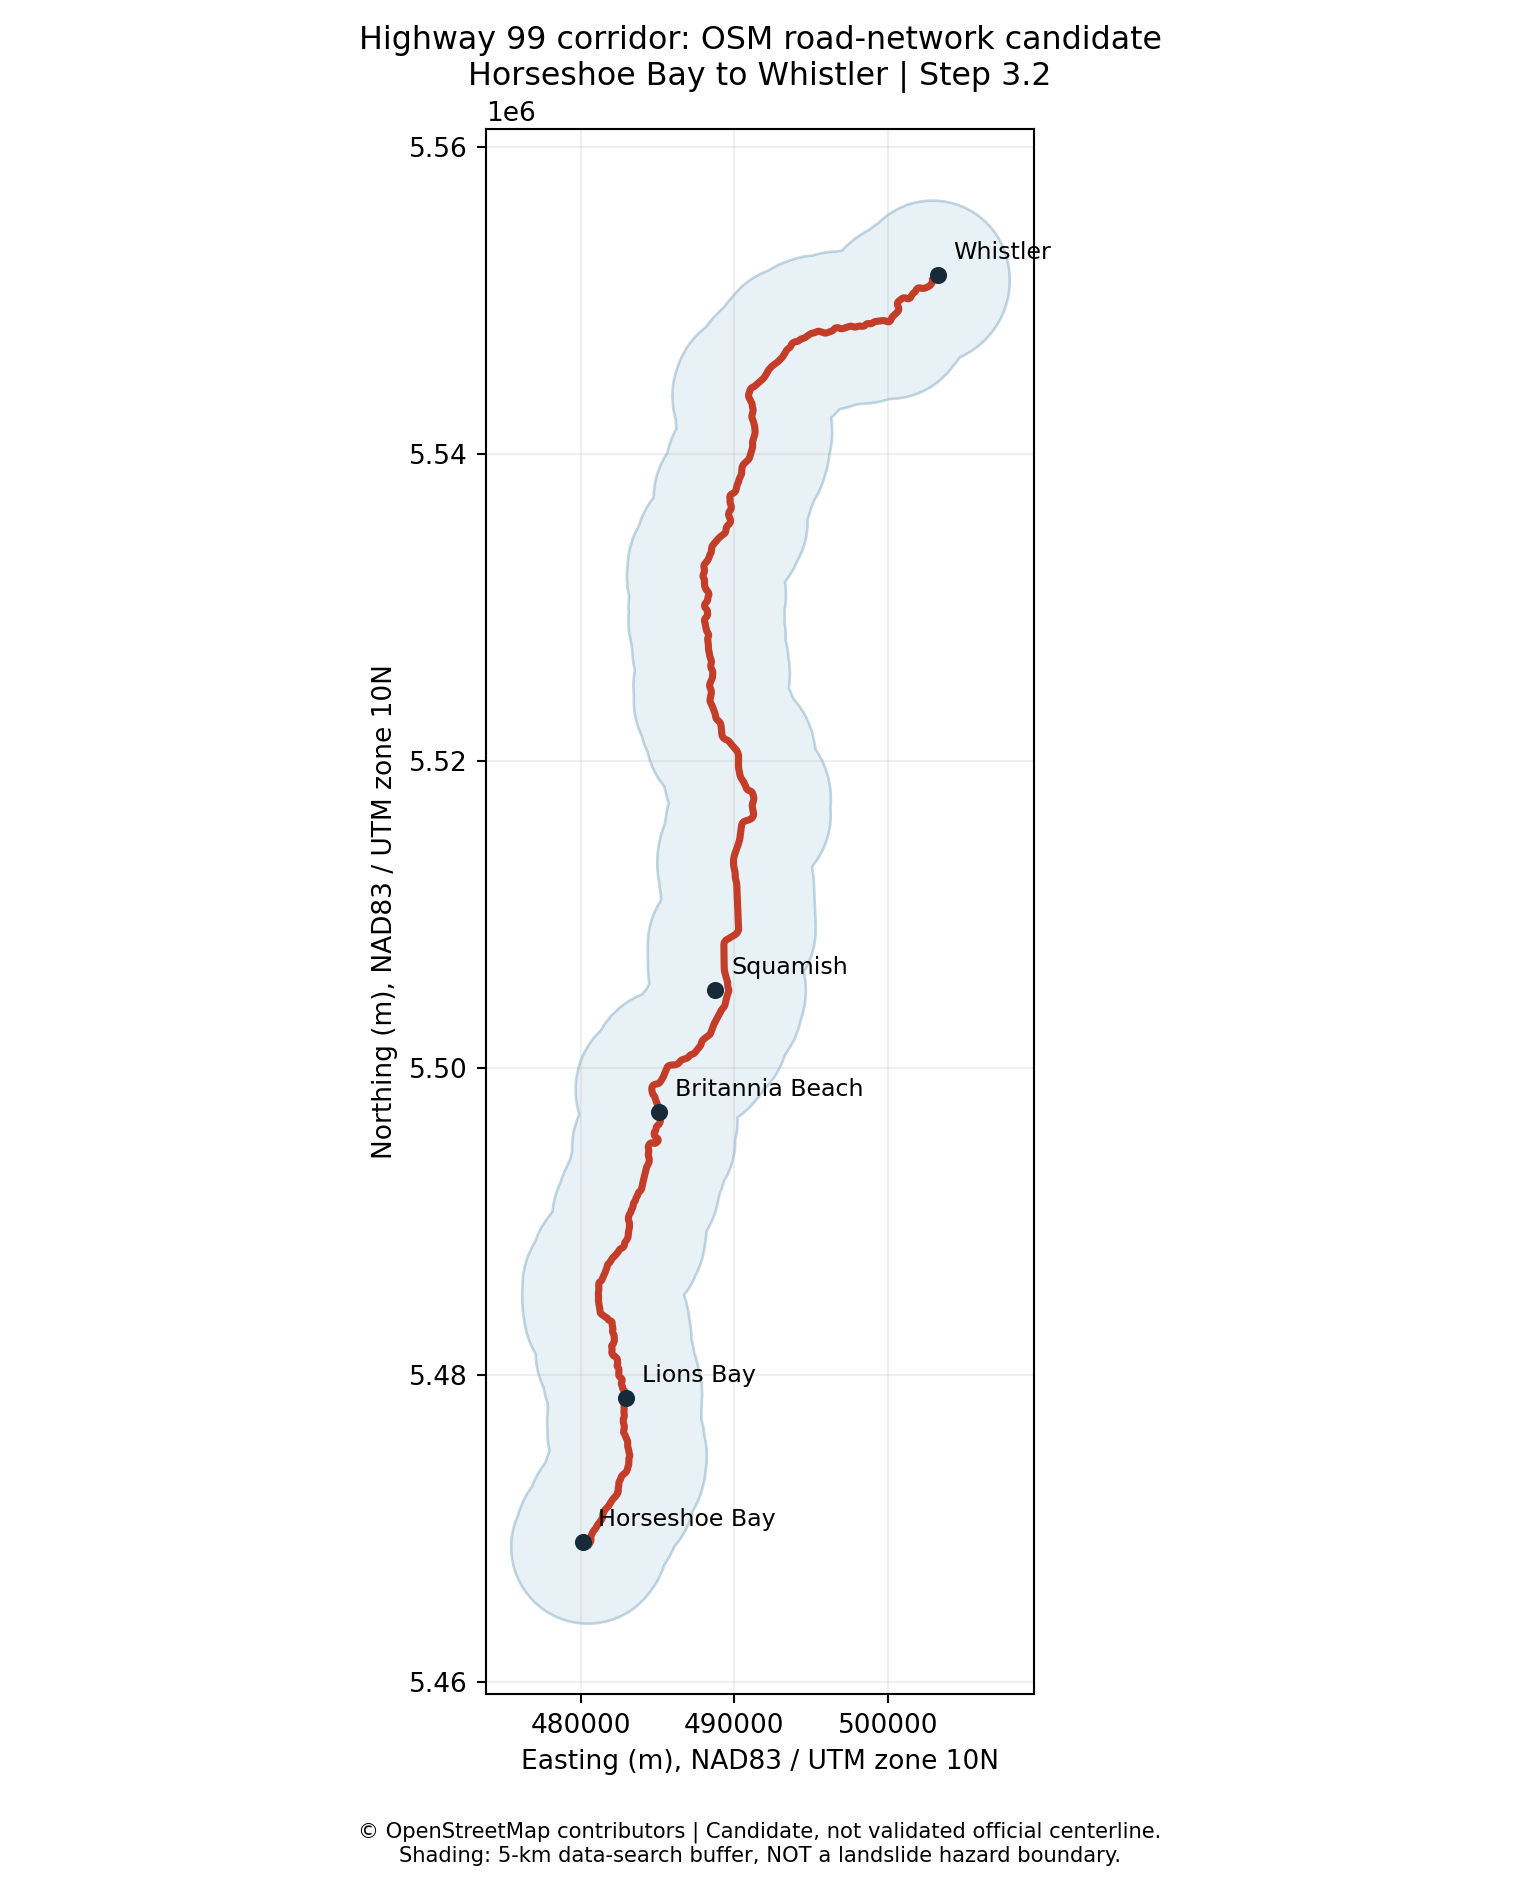 Highway 99 corridor: OSM road-network candidate
Horseshoe Bay to Whistler | Step 3.2
1e6
5.56
Whistler
5.54
5.52
Squamish
5.50
Britannia Beach
5.48
Lions Bay
Horseshoe Bay
5.46
Northing (m), NAD83 / UTM zone 10N
480000 490000 500000
Easting (m), NAD83 / UTM zone 10N
© OpenStreetMap contributors | Candidate, not validated official centerline.
Shading: 5-km data-search buffer, NOT a landslide hazard boundary.